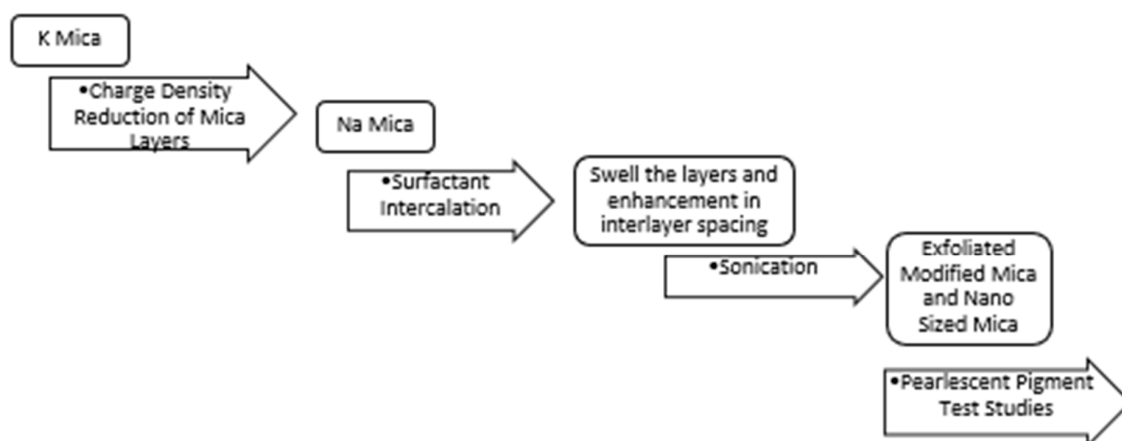 K Mica
•Charge Density
Reduction of Mica
Layers
Na Mica
•Surfactant
Intercalation
Swell the layers and
enhancement in
interlayer spacing
•Sonication
Exfoliated
Modified Mica
and Nano
Sized Mica
•Pearlescent Pigment
Test Studies